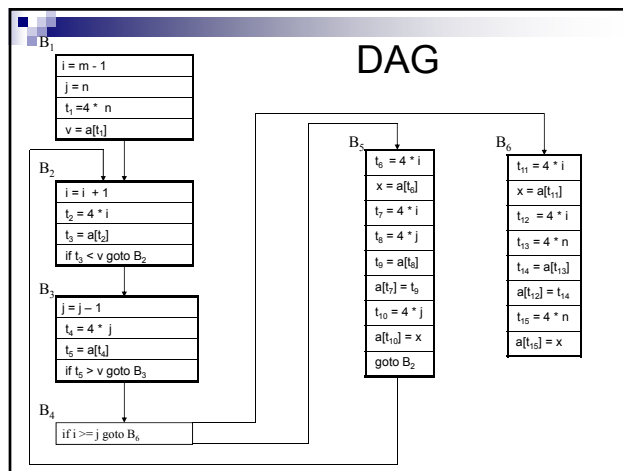 DAG
B1
i = m - 1
j = n
t1 =4 * n
v = a[t1]
B2
i = i + 1
t2 = 4 * i
t3 = a[t2]
if t3 < v goto B2
B3
j = j – 1
t4 = 4 * j
t5 = a[t4]
if t5 > v goto B3
B4
if i >= j goto B6
B5
t6 = 4 * i
x = a[t6]
t7 = 4 * i
t8 = 4 * j
t9 = a[t8]
a[t7] = t9
t10 = 4 * j
a[t10] = x
goto B2
B6
t11 = 4 * i
x = a[t11]
t12 = 4 * i
t13 = 4 * n
t14 = a[t13]
a[t12] = t14
t15 = 4 * n
a[t15] = x